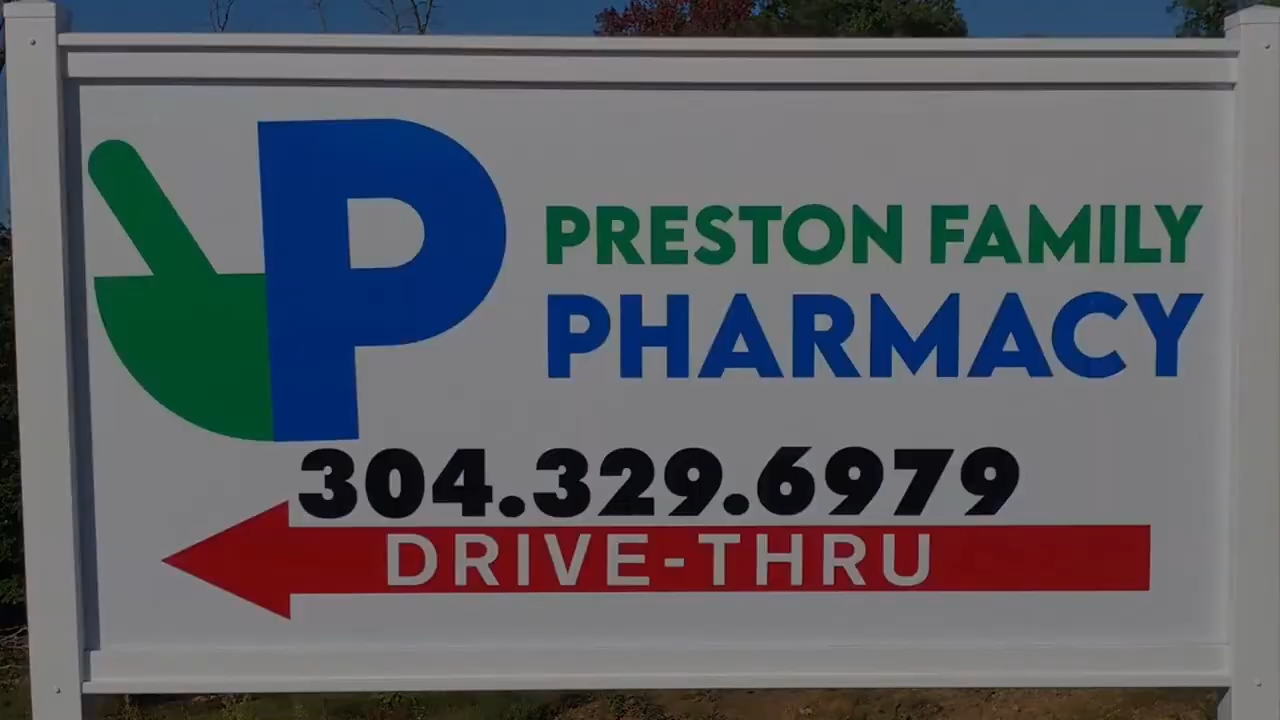 P
PRESTON FAMILY
PHARMACY
304.329.6979
DRIVE-THRU